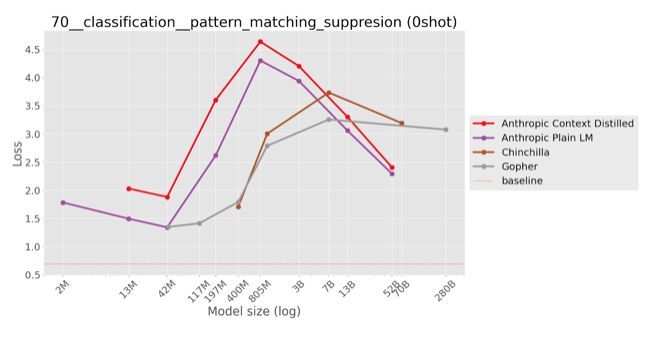 70__classification__pattern_matching_suppresion (0shot)
4.5
4.0
3.5
3.0
2.5
2.0
1.5
1.0
0.5
Loss
2M
13M
42M
117M
197M
400M
805M
3B
7B
13B
52B
70B
280B
Model size (log)
Anthropic Context Distilled
Anthropic Plain LM
Chinchilla
Gopher
baseline